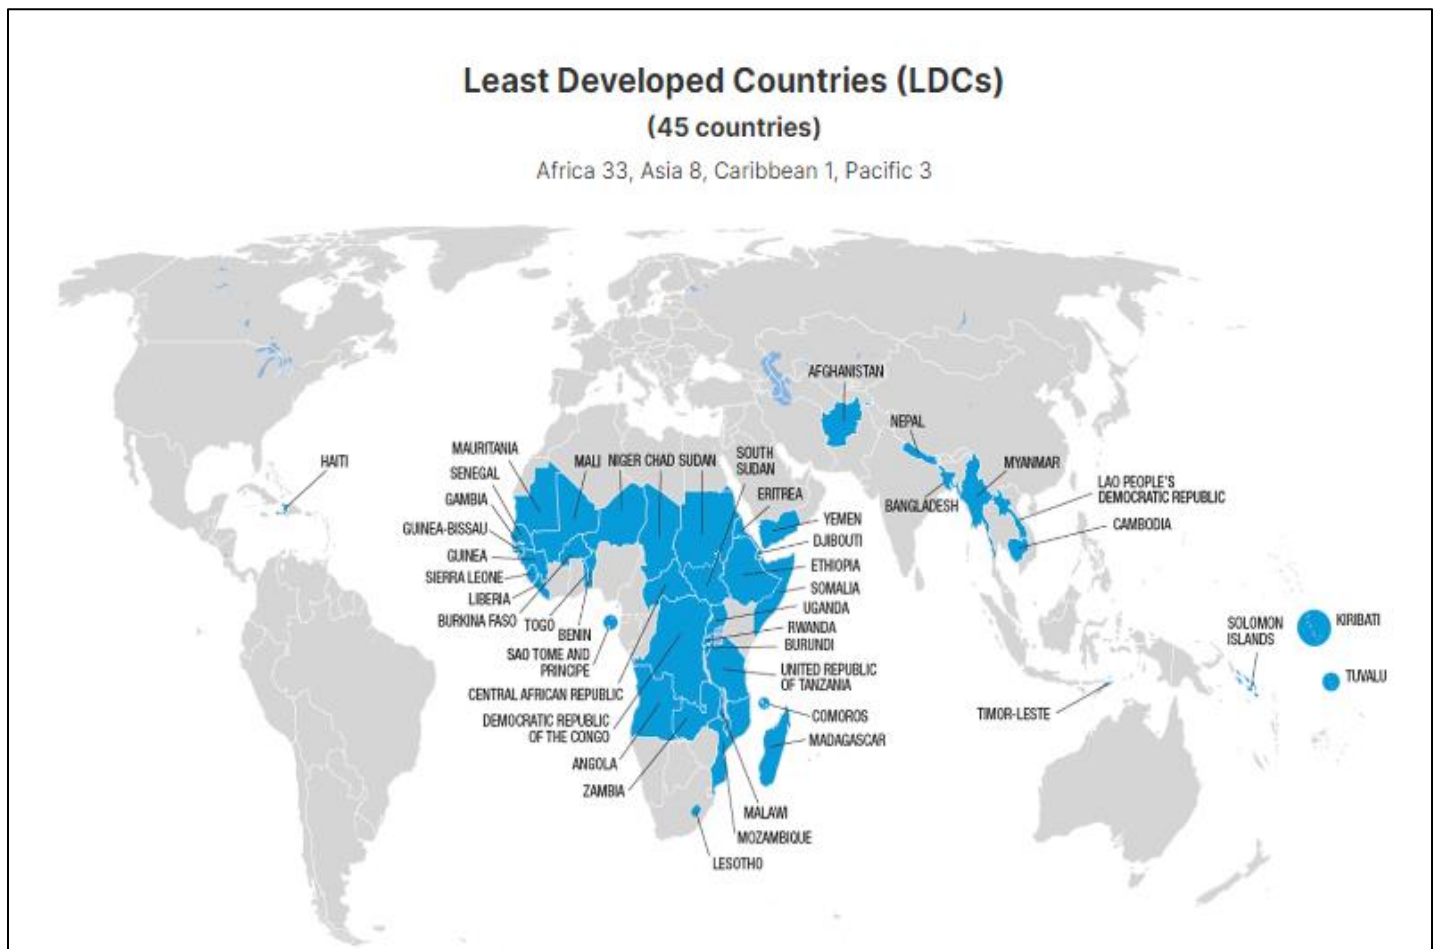 Least Developed Countries (LDCs)
(45 countries)
Africa 33, Asia 8, Caribbean 1, Pacific 3
HAITI
MAURITANIA
SENEGAL
GAMBIA
GUINEA-BISSAU
GUINEA
SIERRA LEONE
LIBERIA
BURKINA FASO
TOGO
BENIN
SAO TOME AND
PRINCIPE
CENTRAL AFRICAN REPUBLIC
DEMOCRATIC REPUBLIC
OF THE CONGO
ANGOLA
ZAMBIA
MALI
NIGER
CHAD
SUDAN
SOUTH
SUDAN
ERITREA
YEMEN
DJIBOUTI
ETHIOPIA
SOMALIA
UGANDA
RWANDA
BURUNDI
UNITED REPUBLIC
OF TANZANIA
COMOROS
MADAGASCAR
MALAWI
MOZAMBIQUE
LESOTHO
AFGHANISTAN
NEPAL
BANGLADESH
MYANMAR
LAO PEOPLE'S
DEMOCRATIC REPUBLIC
CAMBODIA
TIMOR-LESTE
SOLOMON
ISLANDS
KIRIBATI
TUVALU